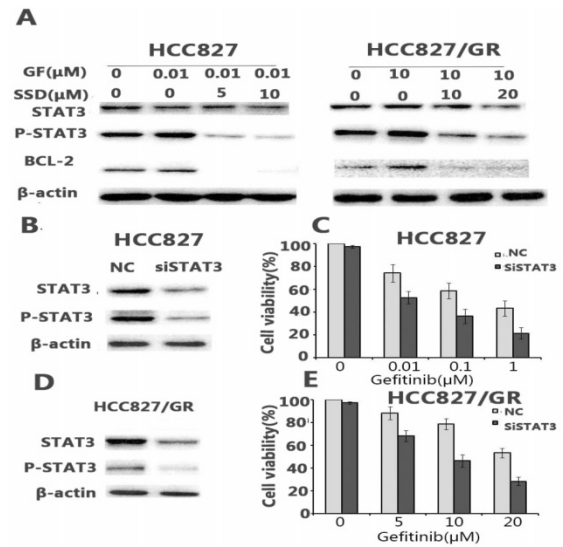 A
HCC827 HCC827/GR
GF(μM) 0 0.01 0.01 0.01 0 10 10 10
SSD(μM) 0 0 5 10 0 0 10 20
STAT3
P-STAT3
BCL-2
β-actin
B
HCC827
NC siSTAT3
STAT3
P-STAT3
β-actin
C
HCC827
NC
SiSTAT3
Cell viability(%)
100
80
60
40
20
0
0 0.01 0.1 1
Gefitinib(μM)
D
HCC827/GR
STAT3
P-STAT3
β-actin
E
HCC827/GR
NC
SiSTAT3
Cell viability(%)
100
80
60
40
20
0
0 5 10 20
Gefitinib(μM)